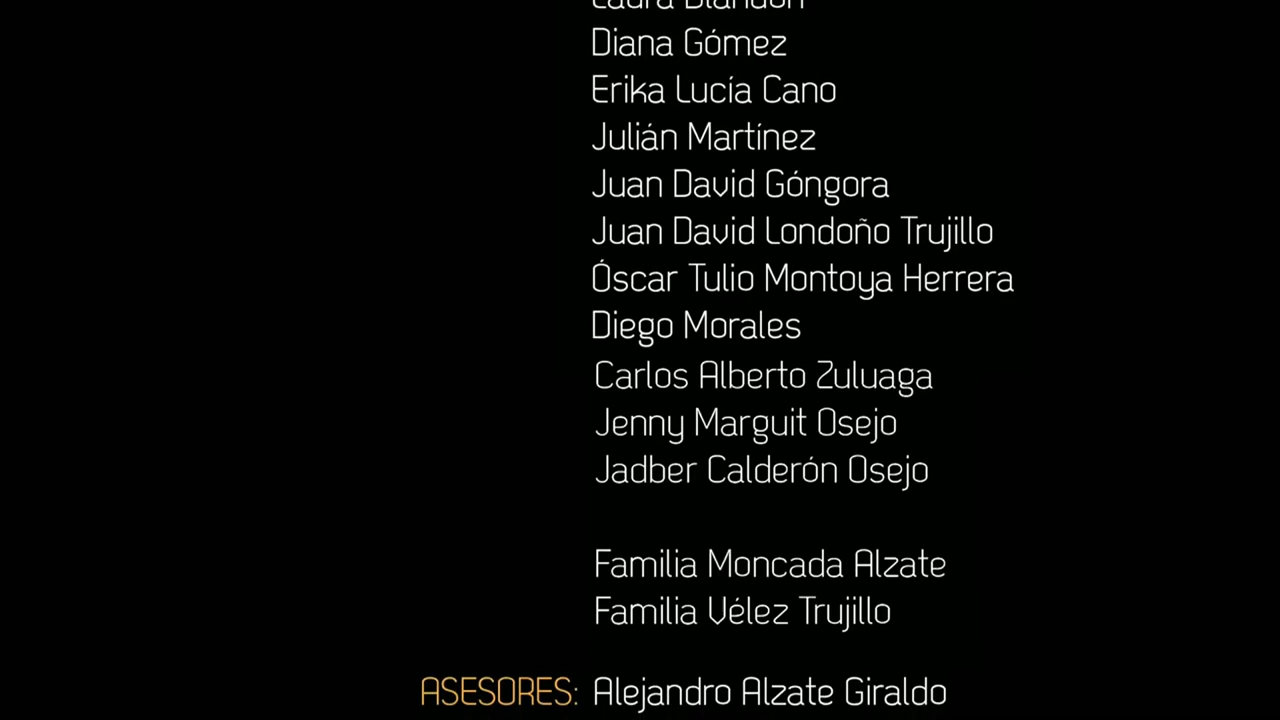 Laura Blandón
Diana Gómez
Erika Lucía Cano
Julián Martínez
Juan David Góngora
Juan David Londoño Trujillo
Óscar Tulio Montoya Herrera
Diego Morales
Carlos Alberto Zuluaga
Jenny Marguit Osejo
Jadber Calderón Osejo
Familia Moncada Alzate
Familia Vélez Trujillo
ASESORES: Alejandro Alzate Giraldo